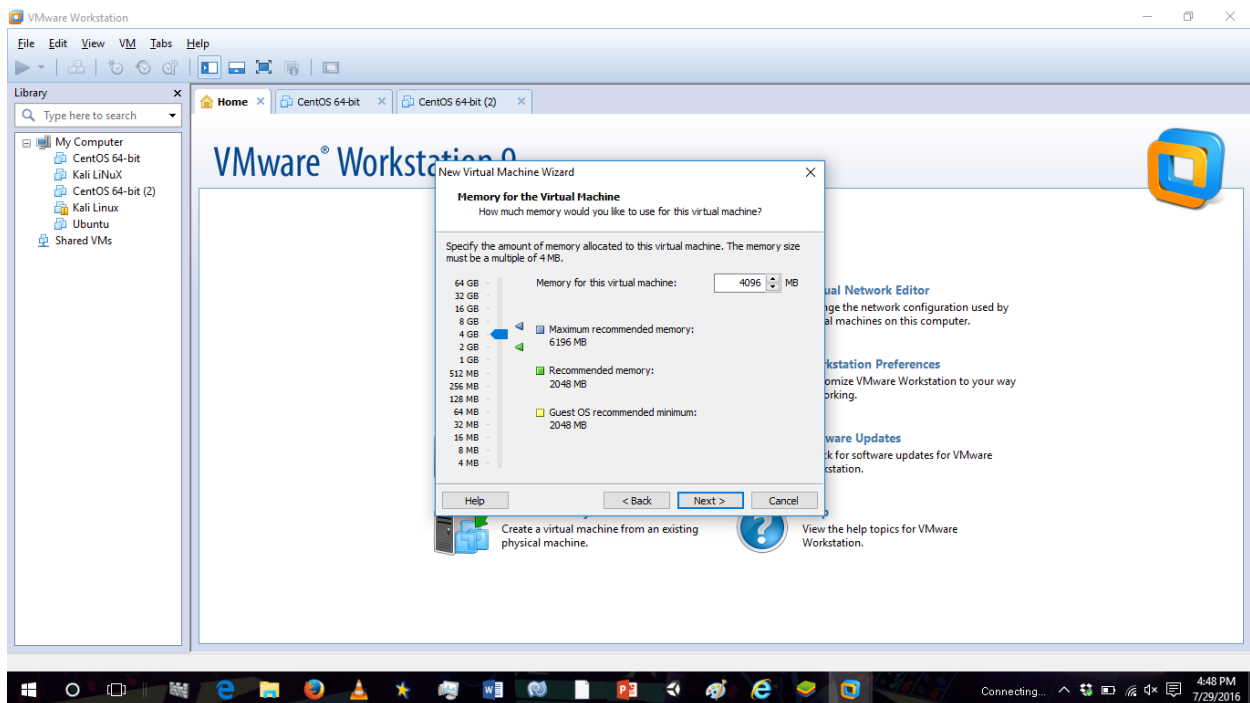 VMware Workstation
File Edit View VM Tabs Help
Library
Type here to search
My Computer
CentOS 64-bit
Kali LiNuX
CentOS 64-bit (2)
Kali Linux
Ubuntu
Shared VMs
Home
CentOS 64-bit
CentOS 64-bit (2)
VMware® Workstation 9
New Virtual Machine Wizard
Memory for the Virtual Machine
How much memory would you like to use for this virtual machine?
Specify the amount of memory allocated to this virtual machine. The memory size
must be a multiple of 4 MB.
64 GB
32 GB
16 GB
8 GB
4 GB
2 GB
1 GB
512 MB
256 MB
128 MB
64 MB
32 MB
16 MB
8 MB
4 MB
Memory for this virtual machine: 4096 MB
Maximum recommended memory:
6196 MB
Recommended memory:
2048 MB
Guest OS recommended minimum:
2048 MB
Help < Back Next > Cancel
Network Editor
the network configuration used by
machines on this computer.
Preferences
VMware Workstation to your way
Updates
for software updates for VMware
Create a virtual machine from an existing
physical machine.
View the help topics for VMware
Workstation.
Connecting...
4:48 PM
7/29/2016